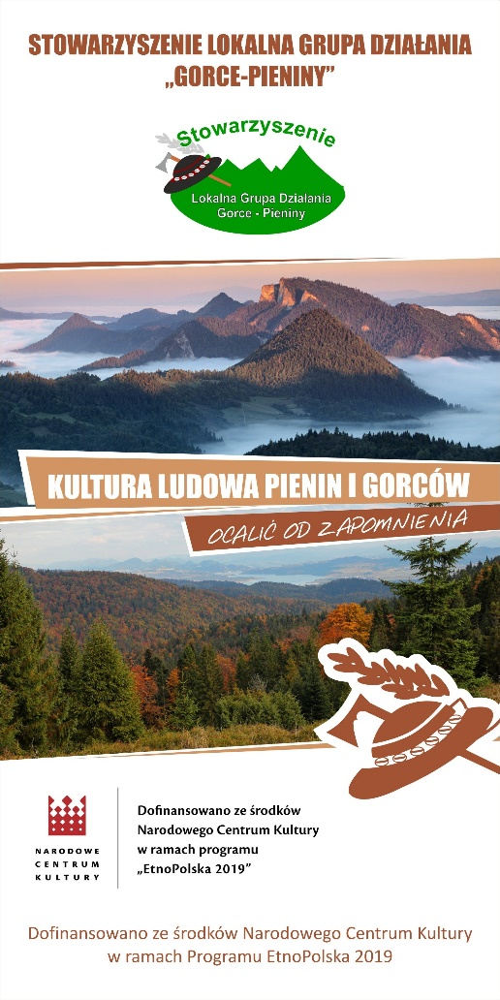 STOWARZYSZENIE LOKALNA GRUPA DZIAŁANIA
„GORCE-PIENINY”
Stowarzyszenie
Lokalna Grupa Działania
Gorce - Pieniny
KULTURA LUDOWA PIENIN I GORCÓW
OCALIĆ OD ZAPOMNIENIA
NARODOWE
CENTRUM
KULTURY
Dofinansowano ze środków
Narodowego Centrum Kultury
w ramach programu
„EtnoPolska 2019”
Dofinansowano ze środków Narodowego Centrum Kultury
w ramach Programu EtnoPolska 2019